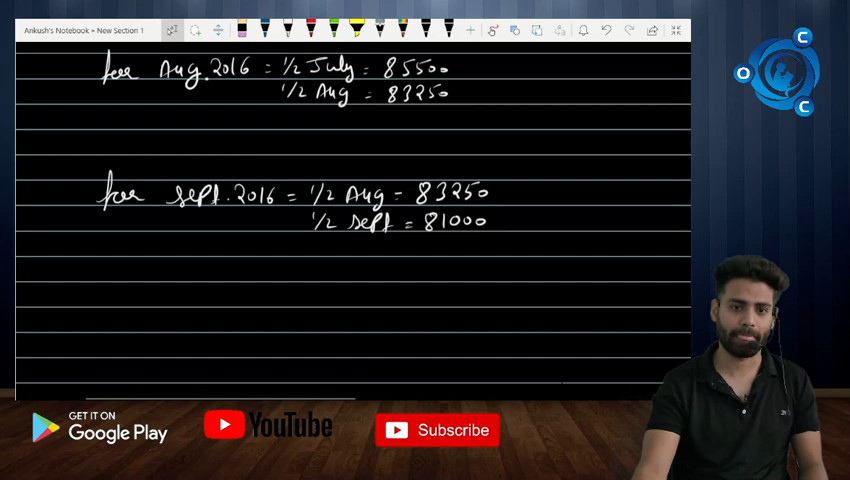 Ankush's Notebook » New Section 1
for Aug. 2016 = 1/2 July = 85500
1/2 Aug = 83250
for Sept. 2016 = 1/2 Aug = 83250
1/2 Sept = 81000
O C C
GET IT ON
Google Play
YouTube
Subscribe